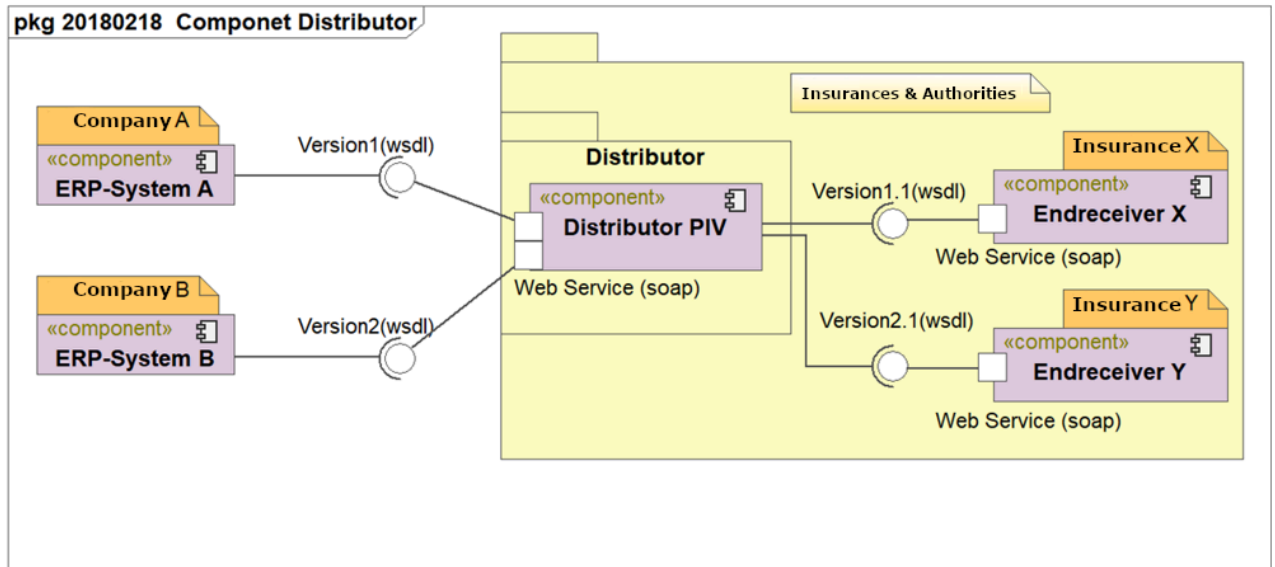 pkg 20180218 Componet Distributor
Insurances & Authorities
Company A
«component»
ERP-System A
Version1(wsdl)
Distributor
«component»
Distributor PIV
Web Service (soap)
Version1.1(wsdl)
Insurance X
«component»
Endreceiver X
Web Service (soap)
Company B
«component»
ERP-System B
Version2(wsdl)
Version2.1(wsdl)
Insurance Y
«component»
Endreceiver Y
Web Service (soap)